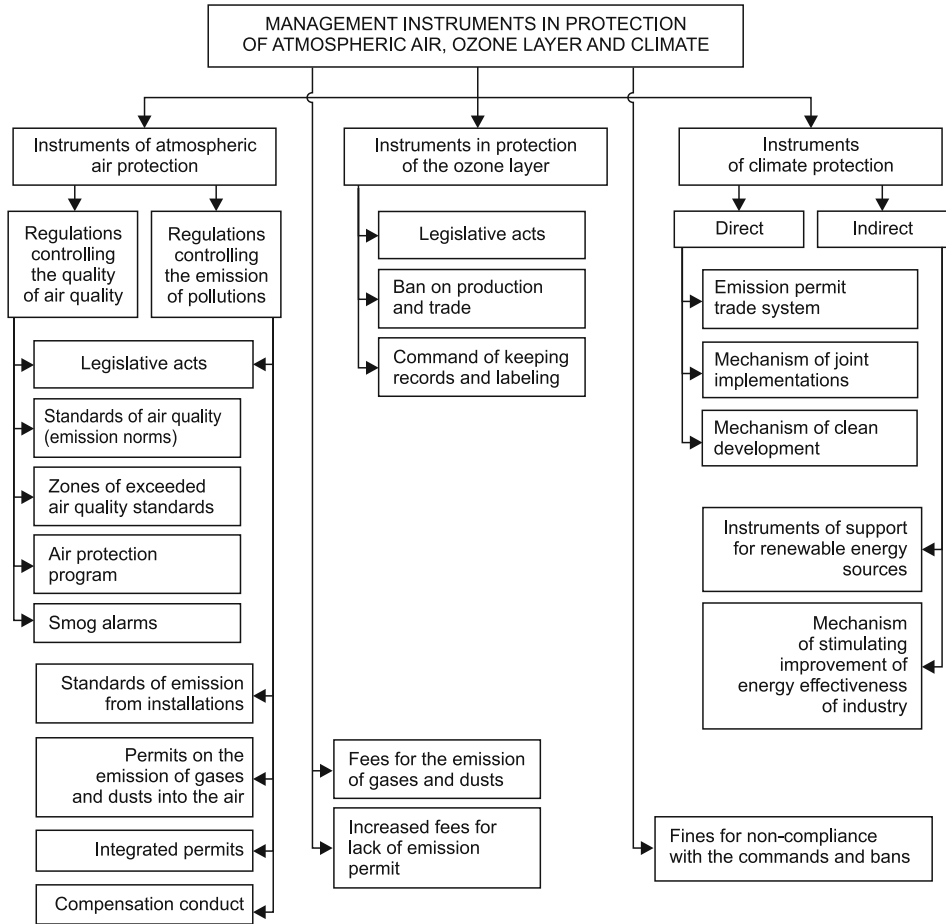 MANAGEMENT INSTRUMENTS IN PROTECTION
OF ATMOSPHERIC AIR, OZONE LAYER AND CLIMATE
Instruments of atmospheric
air protection
Instruments in protection
of the ozone layer
Instruments
of climate protection
Regulations
controlling
the quality
of air quality
Regulations
controlling
the emission
of pollutions
Legislative acts
Standards of air quality
(emission norms)
Zones of exceeded
air quality standards
Air protection
program
Smog alarms
Standards of emission
from installations
Permits on the
emission of gases
and dusts into the air
Integrated permits
Compensation conduct
Legislative acts
Ban on production
and trade
Command of keeping
records and labeling
Fees for the emission
of gases and dusts
Increased fees for
lack of emission
permit
Direct
Indirect
Emission permit
trade system
Mechanism of joint
implementations
Mechanism of clean
development
Instruments of support
for renewable energy
sources
Mechanism
of stimulating
improvement of
energy effectiveness
of industry
Fines for non-compliance
with the commands and bans